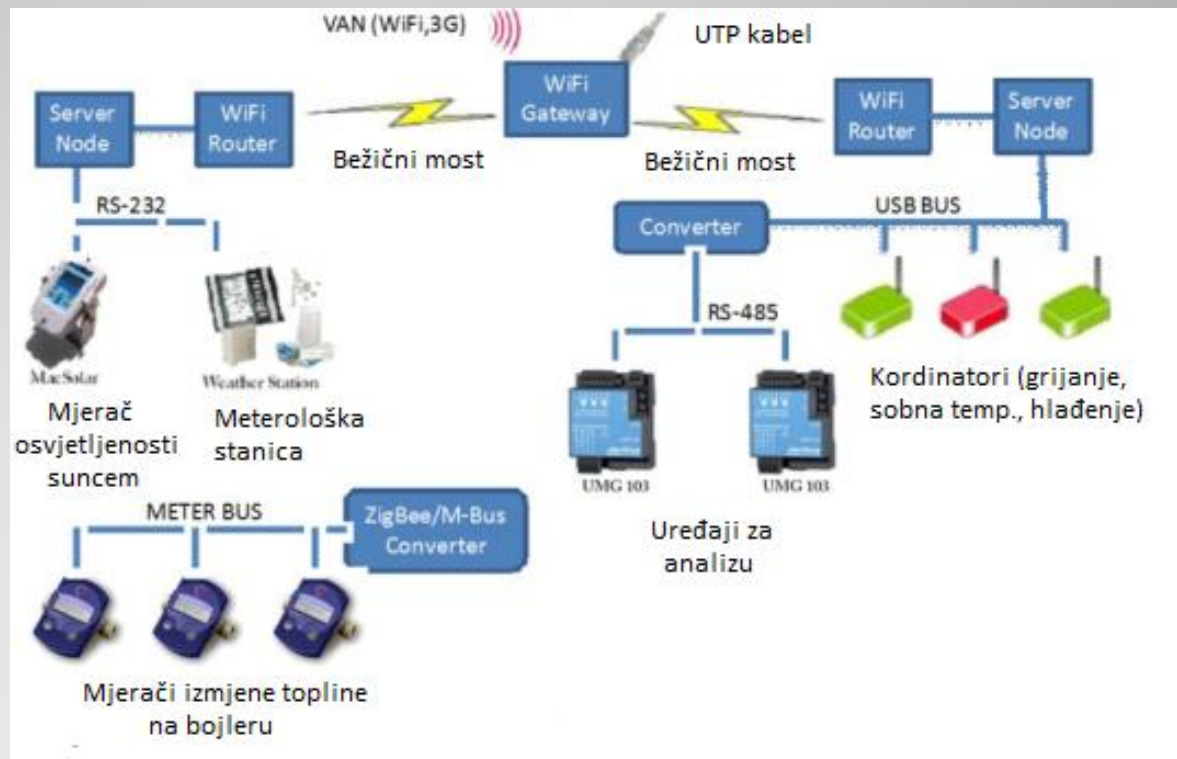 VAN (WiFi,3G)
UTP kabel
WiFi
Gateway
Server
Node
WiFi
Router
WiFi
Router
Server
Node
Bežični most
Bežični most
RS-232
USB BUS
Converter
RS-485
MacSolar
Weather Station
Mjerač
osvjetljenosti
suncem
Meterološka
stanica
Kordinatori (grijanje,
sobna temp., hlađenje)
UMG 103
UMG 103
METER BUS
ZigBee/M-Bus
Converter
Uređaji za
analizu
Mjerači izmjene topline
na bojleru